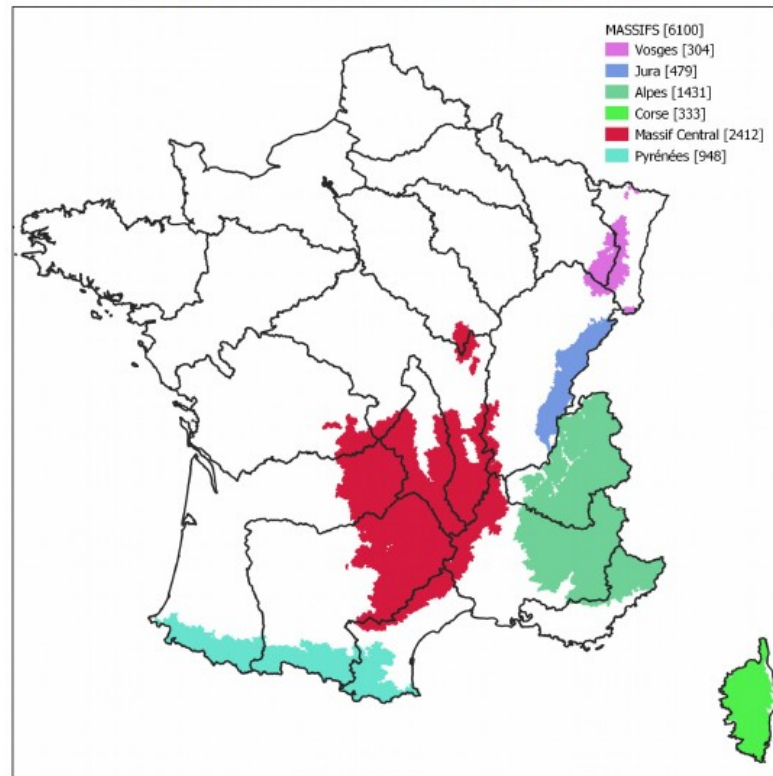 MASSIFS [6100]
Vosges [304]
Jura [479]
Alpes [1431]
Corse [333]
Massif Central [2412]
Pyrénées [948]